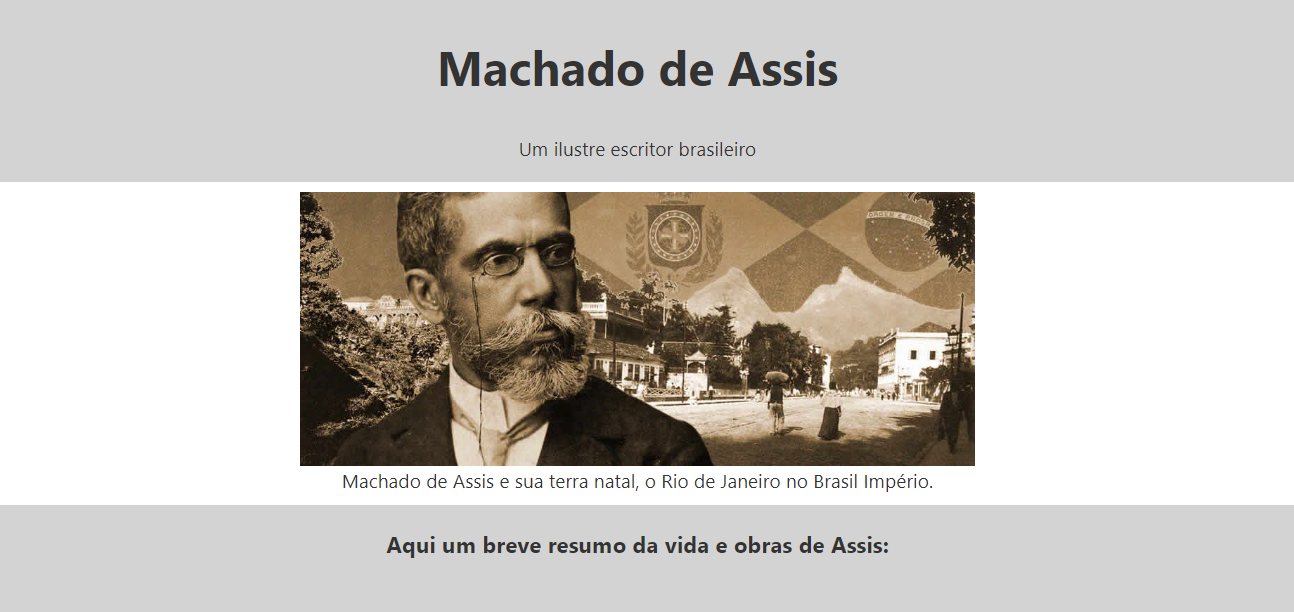 Machado de Assis
Um ilustre escritor brasileiro
Machado de Assis e sua terra natal, o Rio de Janeiro no Brasil Império.
Aqui um breve resumo da vida e obras de Assis: